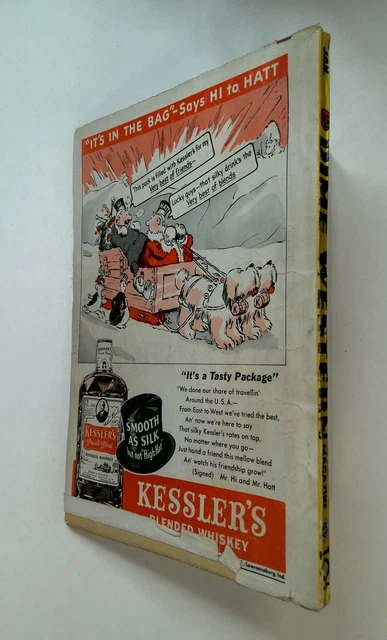 "IT'S IN THE BAG"-Says HI to HATT
This pack is filled with Kessler's for my
Very best of friends-
Lucky guys-that silky drink's the
Very best of blends
"It's a Tasty Package"
"We done our share of travellin'
Around the U.S.A.-
From East to West we've tried the best,
An' now we're here to say
That silky Kessler's rates on top,
No matter where you go-
Just hand a friend this mellow blend
An' watch his friendship grow!"
(Signed) Mr. Hi and Mr. Hatt
KESSLER'S
SMOOTH
AS SILK
but not "High Hat"
KESSLER'S
BLENDED WHISKEY
Lawrenceburg, Ind.
JAN.
DIME WESTERN
MAGAZINE
10¢